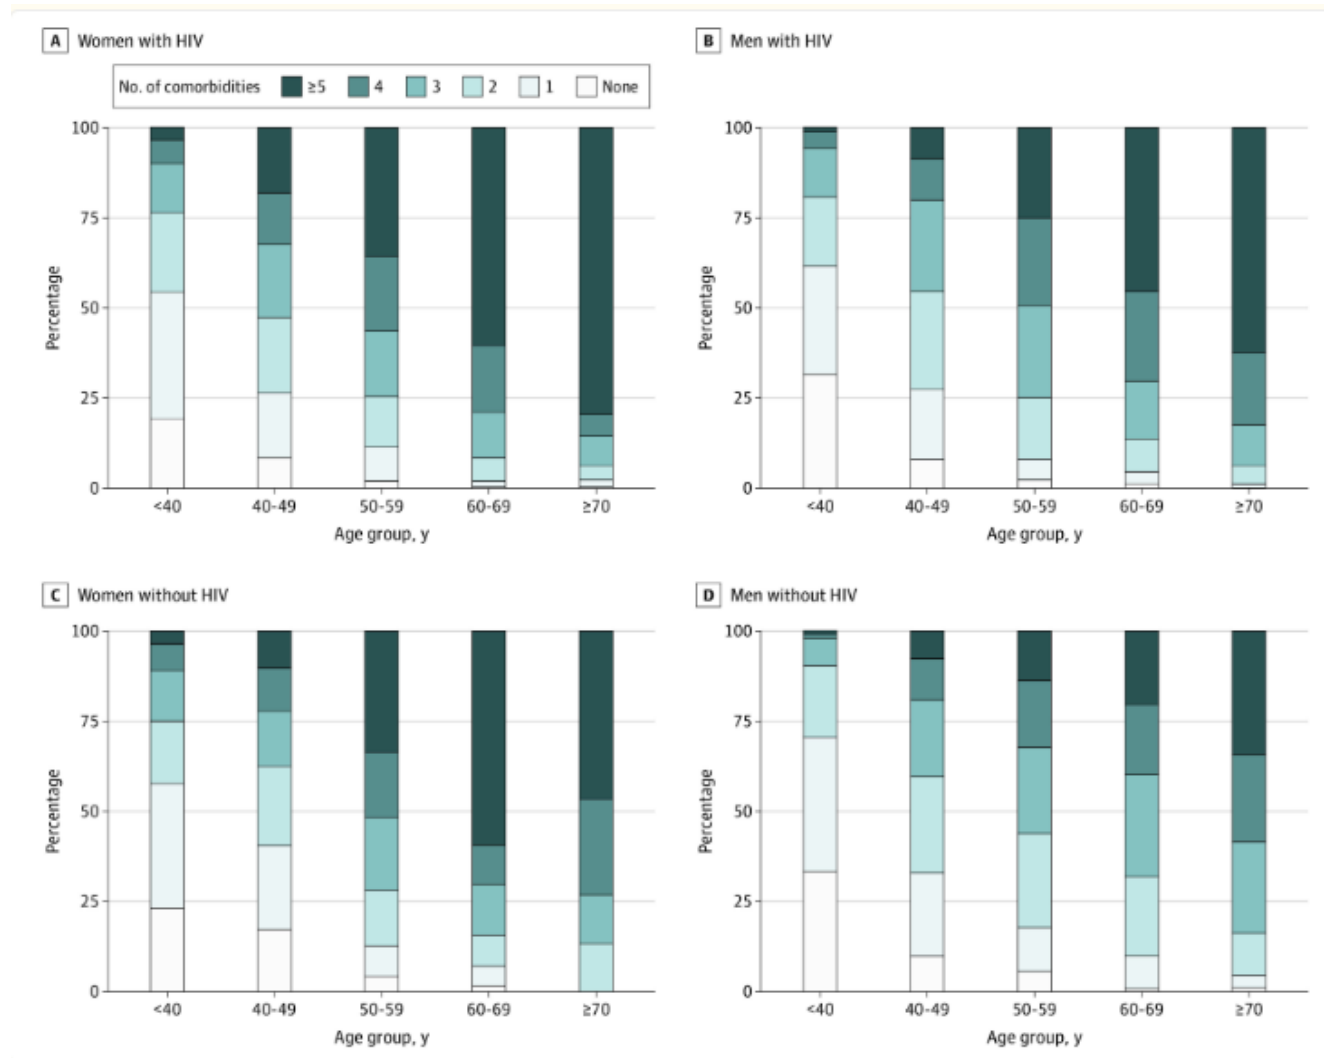 A Women with HIV
No. of comorbidities ≥5 4 3 2 1 None
100
75
50
25
0
Percentage
<40 40-49 50-59 60-69 ≥70
Age group, y
B Men with HIV
100
75
50
25
0
Percentage
<40 40-49 50-59 60-69 ≥70
Age group, y
C Women without HIV
100
75
50
25
0
Percentage
<40 40-49 50-59 60-69 ≥70
Age group, y
D Men without HIV
100
75
50
25
0
Percentage
<40 40-49 50-59 60-69 ≥70
Age group, y